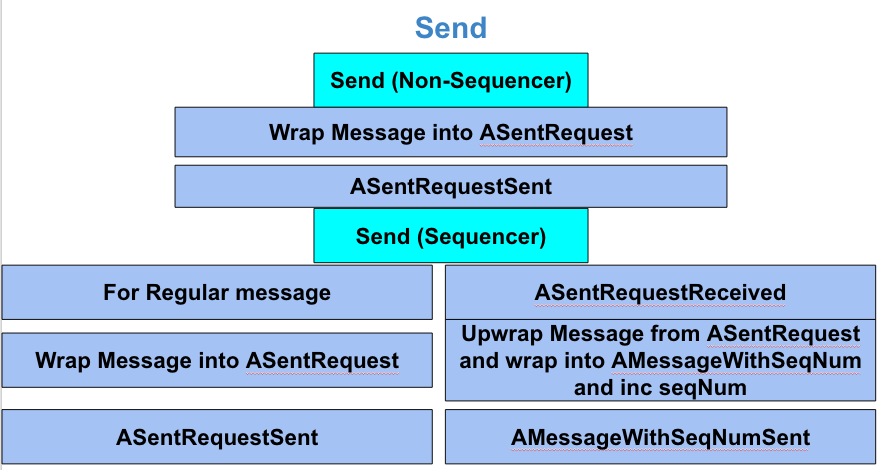 Send
Send (Non-Sequencer)
Wrap Message into ASentRequest
ASentRequestSent
Send (Sequencer)
For Regular message
Wrap Message into ASentRequest
ASentRequestSent
ASentRequestReceived
Upwrap Message from ASentRequest
and wrap into AMessageWithSeqNum
and inc seqNum
AMessageWithSeqNumSent